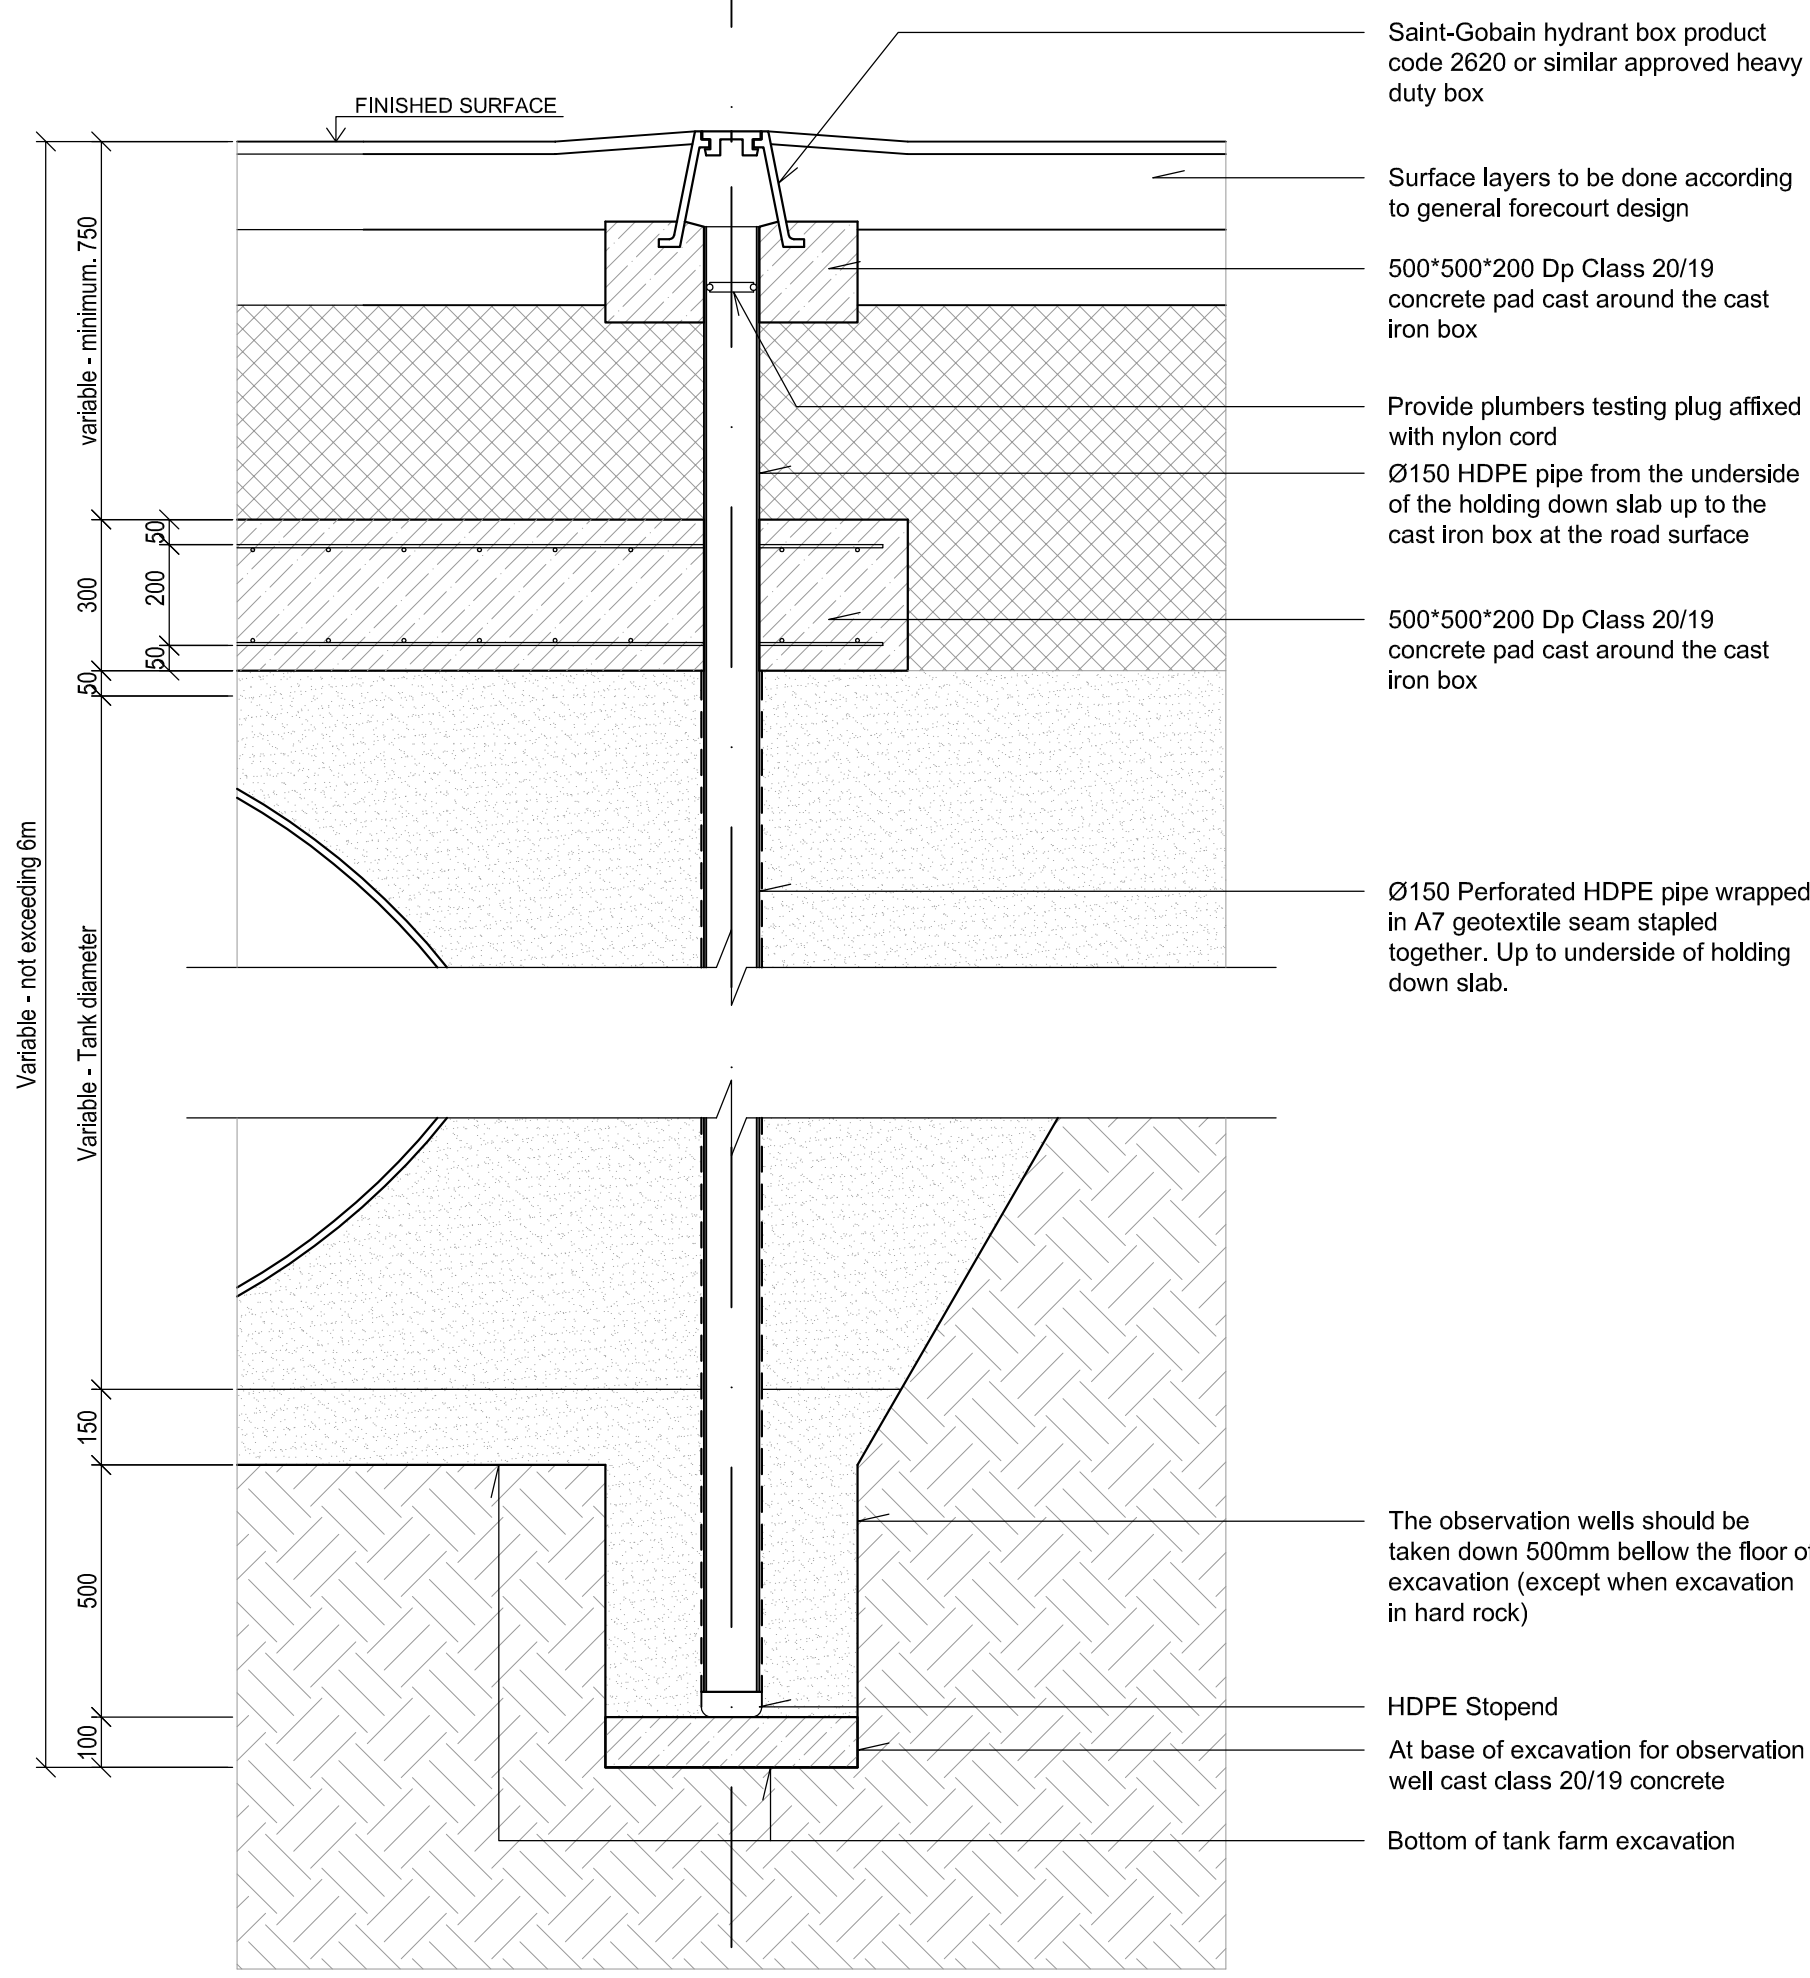 Saint-Gobain hydrant box product
code 2620 or similar approved heavy
duty box
FINISHED SURFACE
Surface layers to be done according
to general forecourt design
500*500*200 Dp Class 20/19
concrete pad cast around the cast
iron box
Provide plumbers testing plug affixed
with nylon cord
Ø150 HDPE pipe from the underside
of the holding down slab up to the
cast iron box at the road surface
500*500*200 Dp Class 20/19
concrete pad cast around the cast
iron box
Ø150 Perforated HDPE pipe wrapped
in A7 geotextile seam stapled
together. Up to underside of holding
down slab.
The observation wells should be
taken down 500mm bellow the floor of
excavation (except when excavation
in hard rock)
HDPE Stopend
At base of excavation for observation
well cast class 20/19 concrete
Bottom of tank farm excavation
Variable - not exceeding 6m
variable - minimum. 750
300
50
Variable - Tank diameter
150
500
100
50
200
50